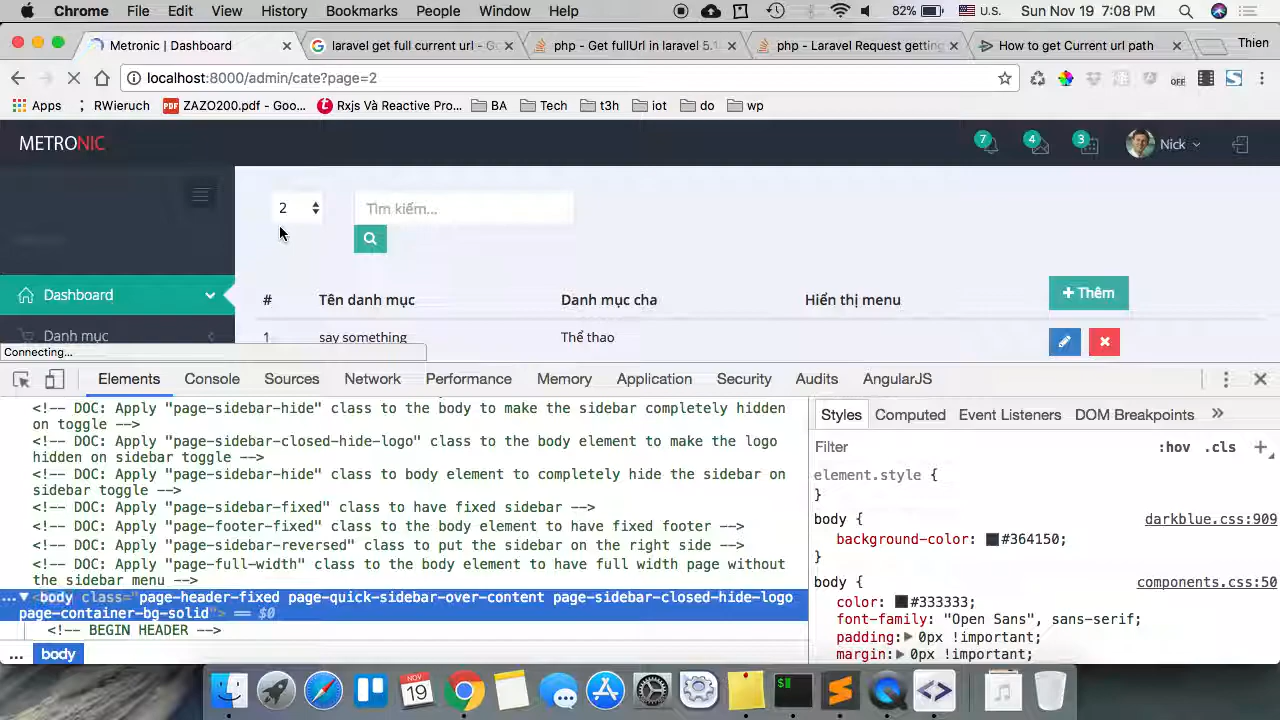 Chrome File Edit View History Bookmarks People Window Help 82% U.S. Sun Nov 19 7:08 PM
Metronic | Dashboard laravel get full current url - Go php - Get fullUrl in laravel 5.1 php - Laravel Request getting How to get Current url path Thien
localhost:8000/admin/cate?page=2 OFF
Apps RWieruch PDF ZAZO200.pdf - Goo... Rxjs Và Reactive Pro... BA Tech t3h iot do wp
METRONIC 7 4 3 Nick
2 Tìm kiếm...
Dashboard
# Tên danh mục Danh mục cha Hiển thị menu Thêm
Danh mục
1 say something Thể thao
Connecting...
Elements Console Sources Network Performance Memory Application Security Audits AngularJS
<!-- DOC: Apply "page-sidebar-hide" class to the body to make the sidebar completely hidden
on toggle -->
<!-- DOC: Apply "page-sidebar-closed-hide-logo" class to the body element to make the logo
hidden on sidebar toggle -->
<!-- DOC: Apply "page-sidebar-hide" class to body element to completely hide the sidebar on
sidebar toggle -->
<!-- DOC: Apply "page-sidebar-fixed" class to have fixed sidebar -->
<!-- DOC: Apply "page-footer-fixed" class to the body element to have fixed footer -->
<!-- DOC: Apply "page-sidebar-reversed" class to put the sidebar on the right side -->
<!-- DOC: Apply "page-full-width" class to the body element to have full width page without
the sidebar menu -->
... <body class="page-header-fixed page-quick-sidebar-over-content page-sidebar-closed-hide-logo
page-container-bg-solid"> == $0
<!-- BEGIN HEADER -->
... body
Styles Computed Event Listeners DOM Breakpoints »
Filter :hov .cls +
element.style {
}
body { darkblue.css:909
background-color: #364150;
}
body { components.css:50
color: #333333;
font-family: "Open Sans", sans-serif;
padding: 0px !important;
margin: 0px !important;
NOV
19